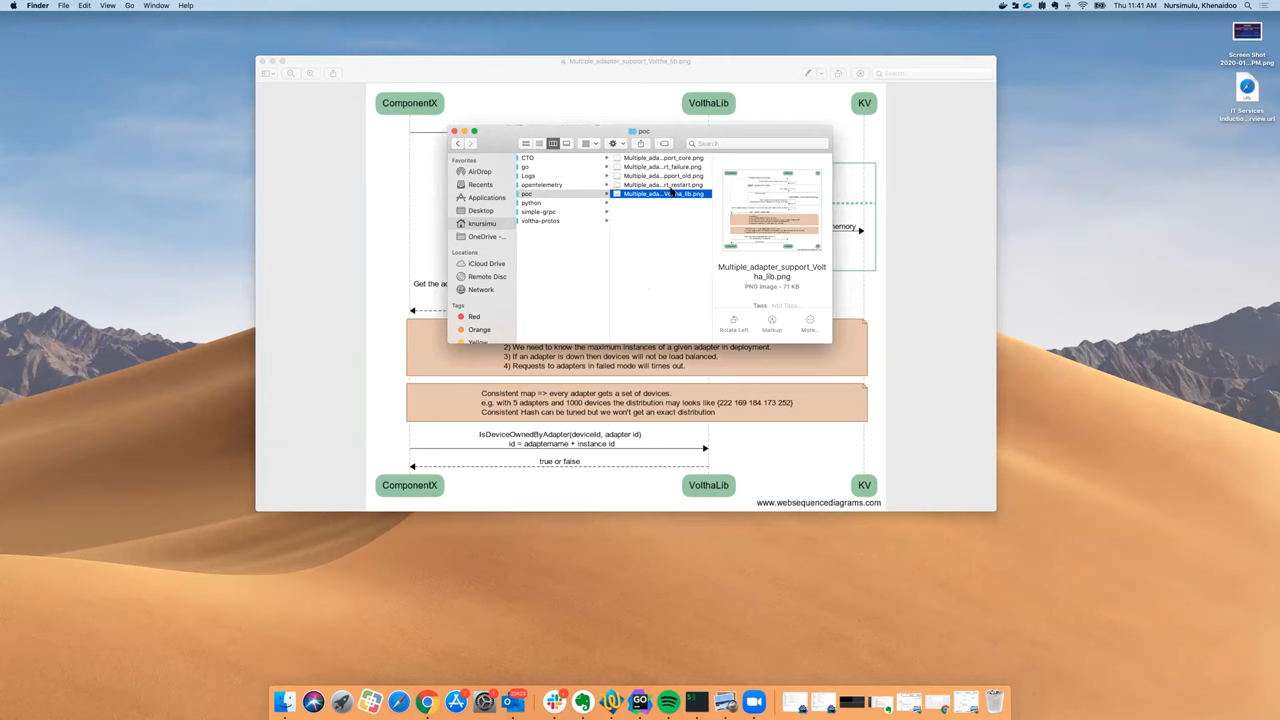 Finder File Edit View Go Window Help
Thu 11:41 AM Nursimulu, Khenaidoo
Screen Shot
2020-01...PM.png
IT Services
Inductio...rview.url
Multiple_adapter_support_Voltha_lib.png
Search
ComponentX VolthaLib KV
poc
Search
Favorites
AirDrop
Recents
Applications
Desktop
knursimu
OneDrive -...
Locations
iCloud Drive
Remote Disc
Network
Tags
Red
Orange
Yellow
CTO
go
Logs
opentelemetry
poc
python
simple-grpc
voltha-protos
Multiple_ada...port_core.png
Multiple_ada...rt_failure.png
Multiple_ada...pport_old.png
Multiple_ada...rt_restart.png
Multiple_ada...Voltha_lib.png
Multiple_adapter_support_Volt
ha_lib.png
PNG image - 71 KB
Tags Add Tags...
Rotate Left Markup More...
memory
Get the ad
2) We need to know the maximum instances of a given adapter in deployment.
3) If an adapter is down then devices will not be load balanced.
4) Requests to adapters in failed mode will times out.
Consistent map => every adapter gets a set of devices.
e.g. with 5 adapters and 1000 devices the distribution may looks like {222 169 184 173 252}
Consistent Hash can be tuned but we won't get an exact distribution
IsDeviceOwnedByAdapter(deviceId, adapter id)
id = adaptername + instance id
true or false
ComponentX VolthaLib KV
www.websequencediagrams.com